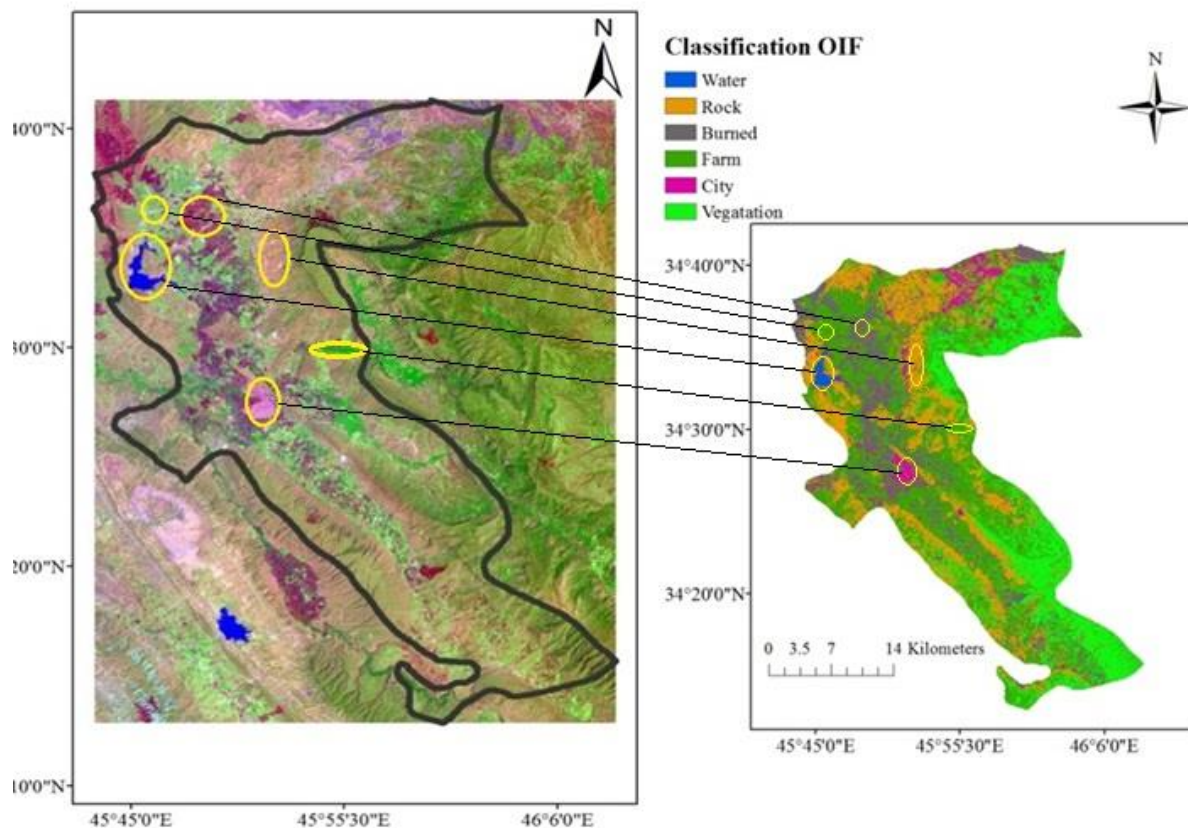 N
40'0"N
30'0"N
20'0"N
10'0"N
45°45'0"E 45°55'30"E 46°6'0"E
Classification OIF
Water
Rock
Burned
Farm
City
Vegatation
N
34°40'0"N
34°30'0"N
34°20'0"N
0 3.5 7 14 Kilometers
45°45'0"E 45°55'30"E 46°6'0"E